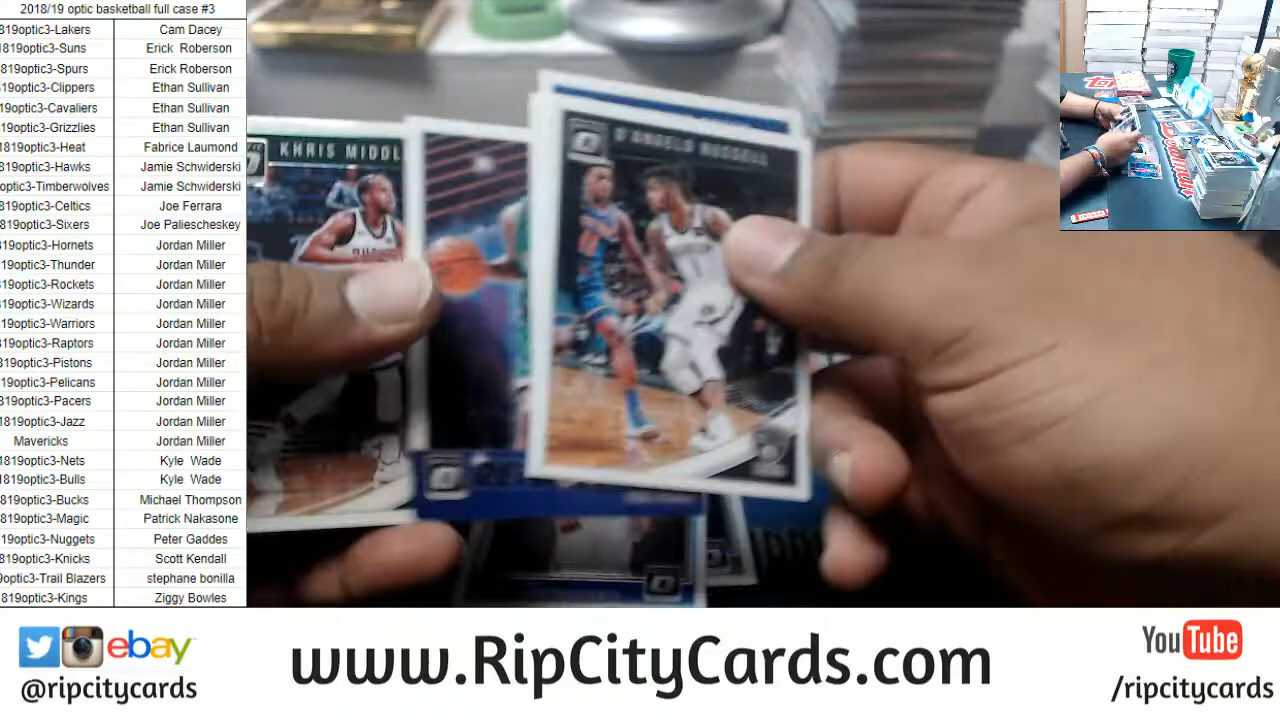 2018/19 optic basketball full case #3
819optic3-Lakers Cam Dacey
1819optic3-Suns Erick Roberson
819optic3-Spurs Erick Roberson
819optic3-Clippers Ethan Sullivan
19optic3-Cavaliers Ethan Sullivan
19optic3-Grizzlies Ethan Sullivan
1819optic3-Heat Fabrice Laumond
819optic3-Hawks Jamie Schwiderski
optic3-Timberwolves Jamie Schwiderski
819optic3-Celtics Joe Ferrara
819optic3-Sixers Joe Paliescheskey
819optic3-Hornets Jordan Miller
819optic3-Thunder Jordan Miller
819optic3-Rockets Jordan Miller
819optic3-Wizards Jordan Miller
819optic3-Warriors Jordan Miller
819optic3-Raptors Jordan Miller
819optic3-Pistons Jordan Miller
819optic3-Pelicans Jordan Miller
819optic3-Pacers Jordan Miller
1819optic3-Jazz Jordan Miller
Mavericks Jordan Miller
1819optic3-Nets Kyle Wade
1819optic3-Bulls Kyle Wade
819optic3-Bucks Michael Thompson
819optic3-Magic Patrick Nakasone
19optic3-Nuggets Peter Gaddes
819optic3-Knicks Scott Kendall
9optic3-Trail Blazers stephane bonilla
819optic3-Kings Ziggy Bowles
KHRIS MIDDL
D'ANGELO RUSSELL
ebay
@ripcitycards
www.RipCityCards.com
YouTube
/ripcitycards